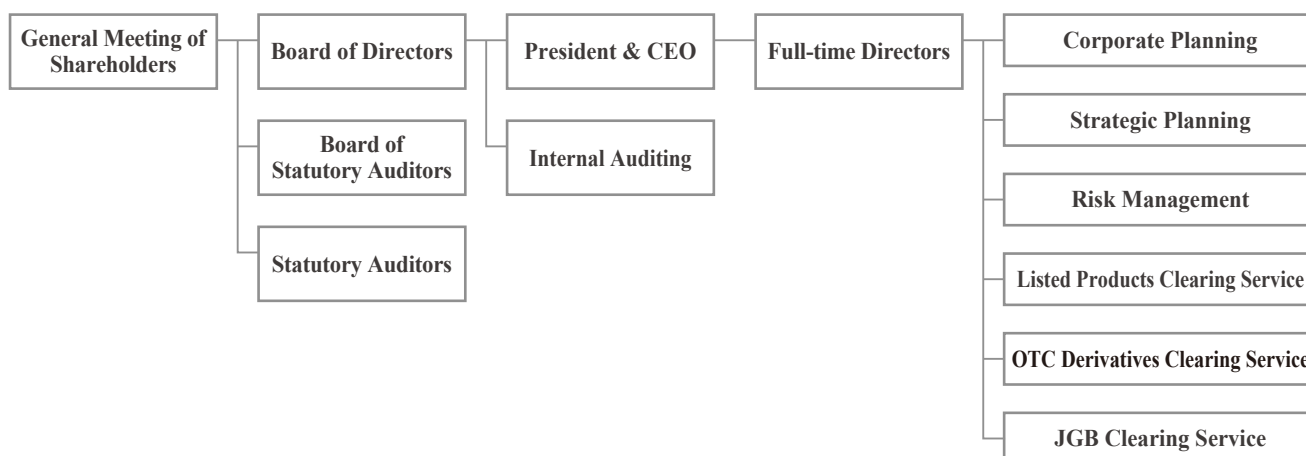 General Meeting of
Shareholders
Board of Directors
President & CEO
Full-time Directors
Corporate Planning
Board of
Statutory Auditors
Internal Auditing
Strategic Planning
Statutory Auditors
Risk Management
Listed Products Clearing Service
OTC Derivatives Clearing Service
JGB Clearing Service